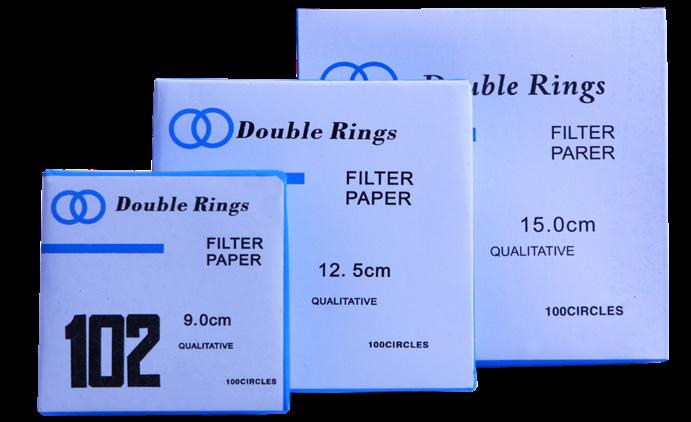 Double Rings
FILTER
PARER
15.0cm
QUALITATIVE
100CIRCLES
Double Rings
FILTER
PAPER
12. 5cm
QUALITATIVE
100CIRCLES
Double Rings
FILTER
PAPER
102
9.0cm
QUALITATIVE
100CIRCLES